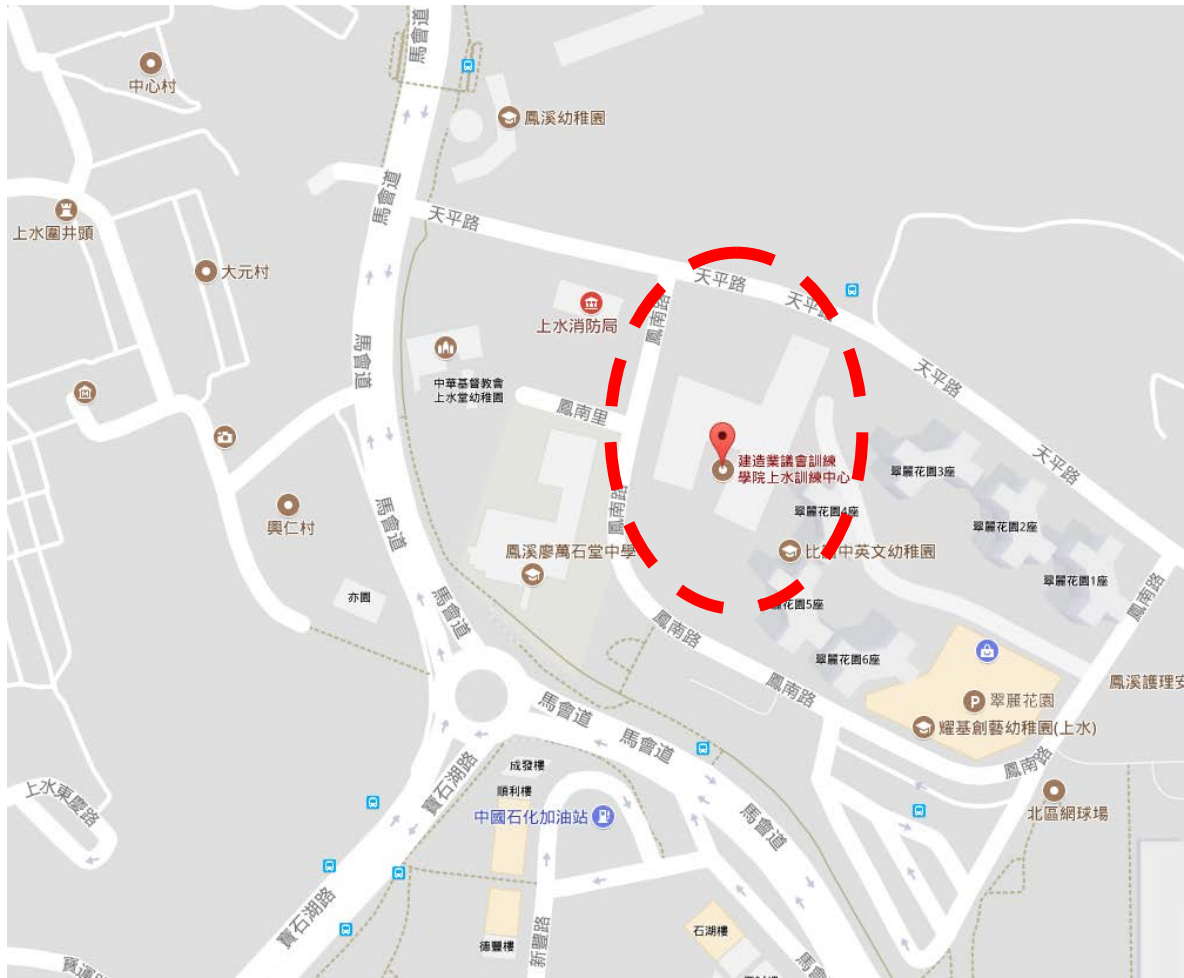 馬會道
中心村
鳳溪幼稚園
馬會道
天平路
上水圍井頭
大元村
天平路
天平路
上水消防局
鳳南路
馬會道
中華基督教會
上水堂幼稚園
天平路
鳳南里
建造業議會訓練
學院上水訓練中心
翠麗花園3座
天平路
興仁村
鳳南路
翠麗花園4座
翠麗花園2座
鳳溪廖萬石堂中學
中英文幼稚園
馬會道
翠麗花園1座
亦園
花園5座
鳳南路
鳳南路
翠麗花園6座
鳳溪護理安
鳳南路
翠麗花園
馬會道
馬會道
耀基創藝幼稚園(上水)
寶石湖路
成發樓
鳳南路
上水東慶路
順利樓
中國石化加油站
馬會道
北區網球場
寶石湖路
德豐樓
新豐路
石湖樓
馬會
寶運路